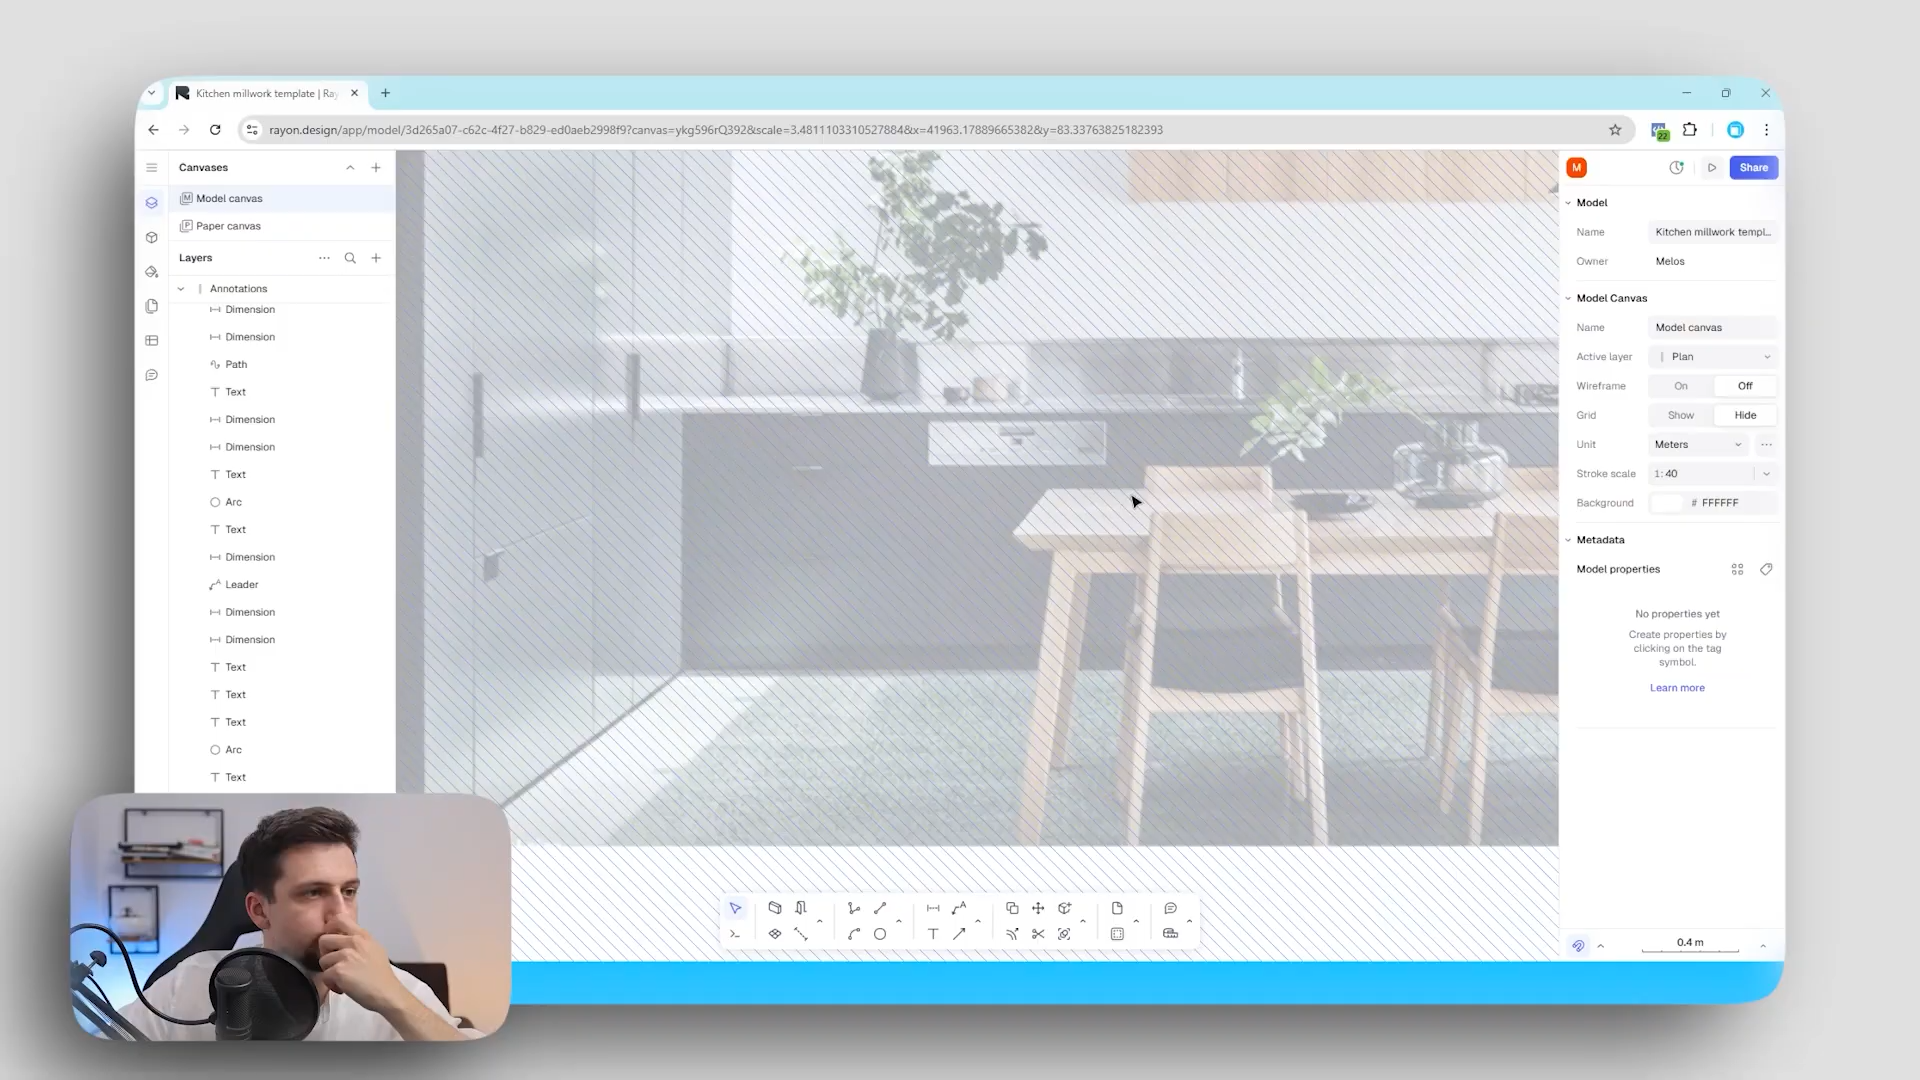 Kitchen millwork template | Ray
rayon.design/app/model/3d265a07-c62c-4f27-b829-ed0aeb2998f9?canvas=ykg596rQ392&scale=3.48111033105278884&x=41963.17889665382&y=83.33763825182393
22
Canvases
Model canvas
Paper canvas
Layers
Annotations
Dimension
Dimension
Path
Text
Dimension
Dimension
Text
Arc
Text
Dimension
Leader
Dimension
Dimension
Text
Text
Text
Arc
Text
M
Share
Model
Name Kitchen millwork templ...
Owner Melos
Model Canvas
Name Model canvas
Active layer Plan
Wireframe On Off
Grid Show Hide
Unit Meters
Stroke scale 1: 40
Background # FFFFFF
Metadata
Model properties
No properties yet
Create properties by
clicking on the tag
symbol.
Learn more
0.4 m